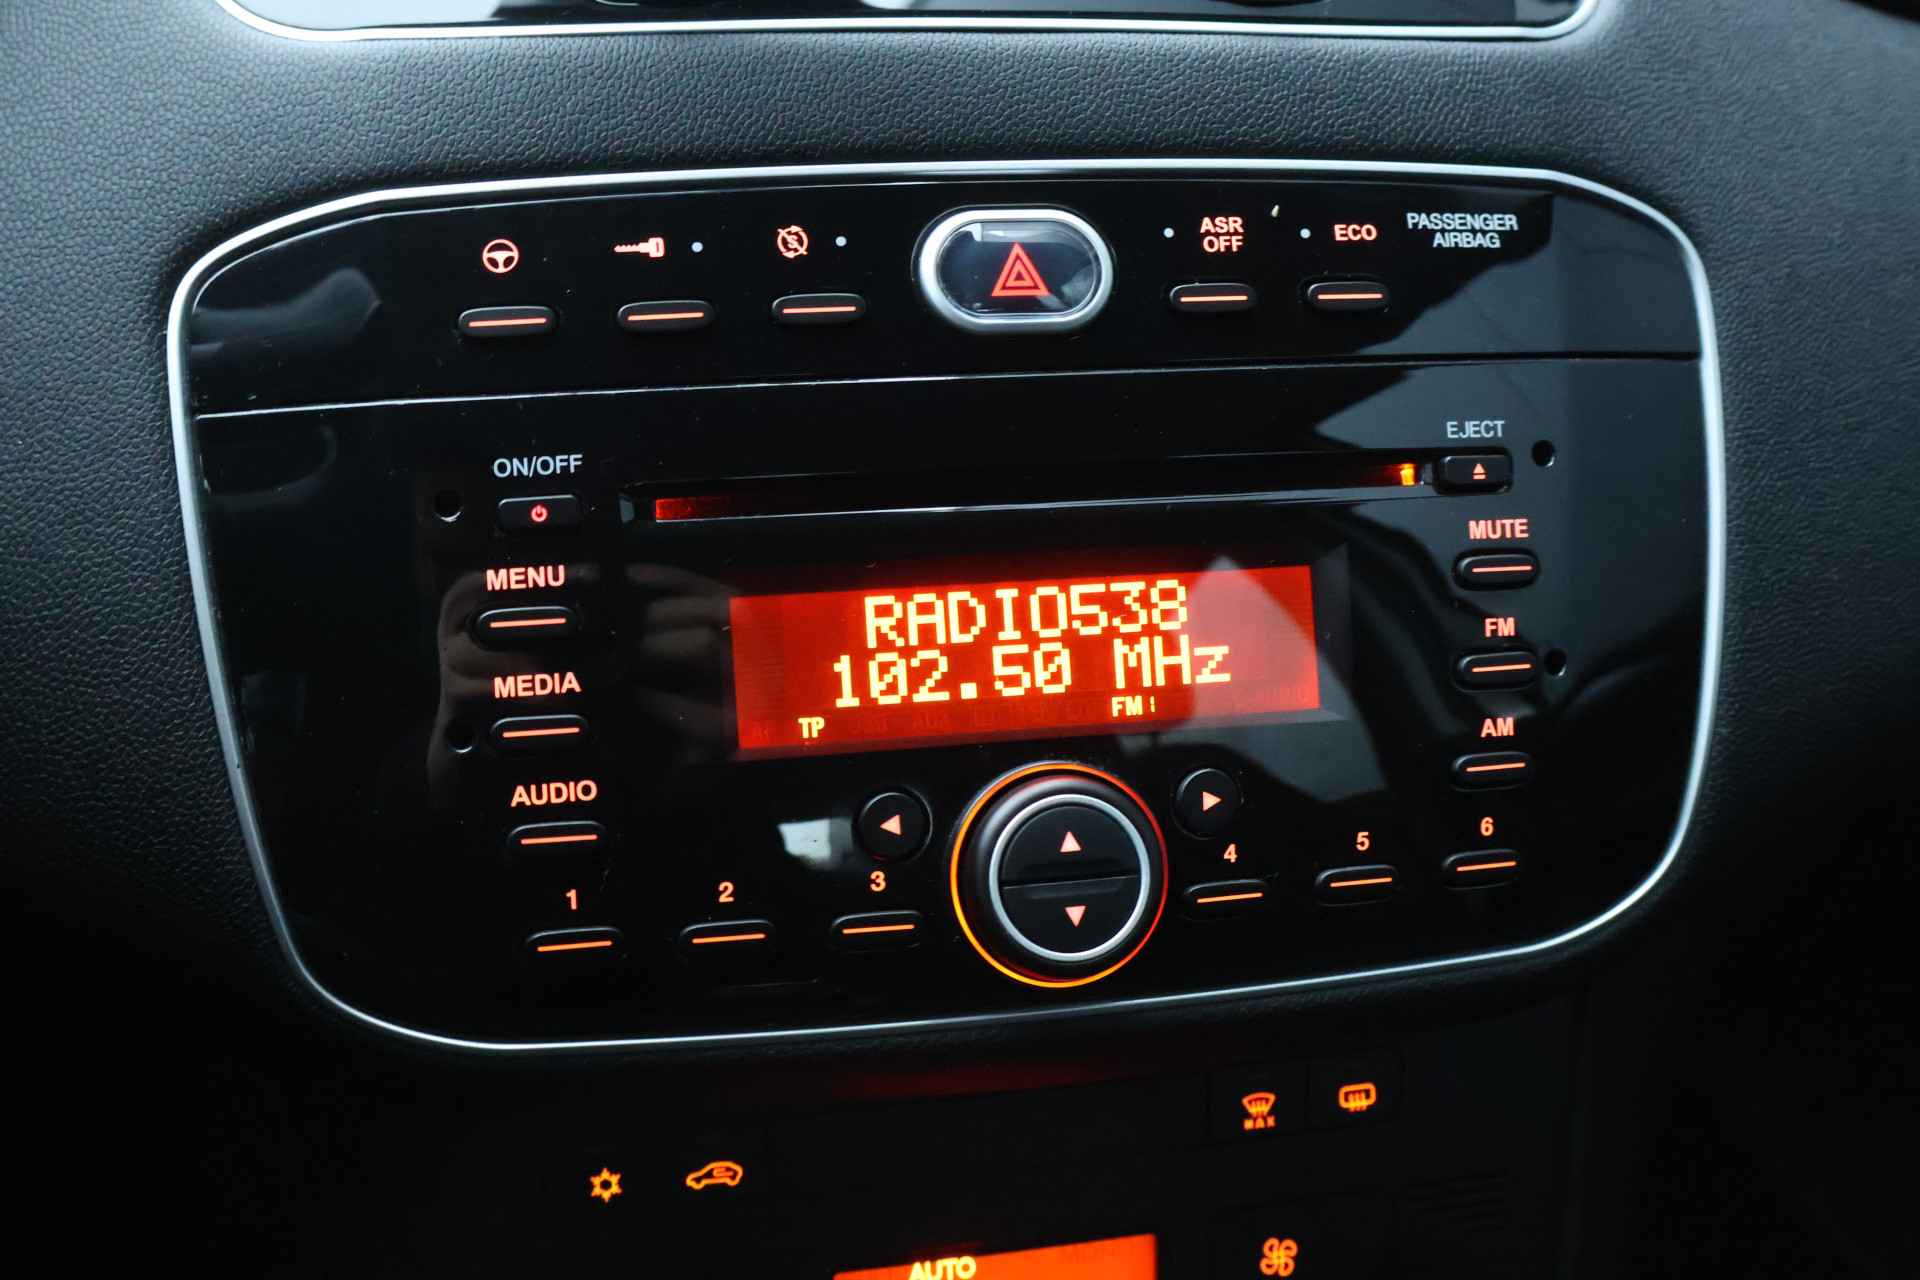 ASR
OFF
ECO
PASSENGER
AIRBAG
ON/OFF
EJECT
MENU
MUTE
RADIO538
102.50 MHz
TP
FM
FM
MEDIA
AM
AUDIO
1
2
3
4
5
6
MAX
AUTO